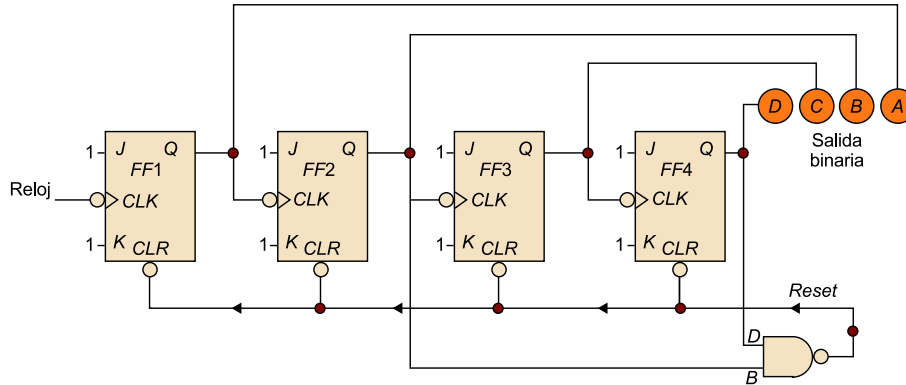 D C B A
Salida
binaria
1 J Q
FF1
Reloj
CLK
1 K CLR
1 J Q
FF2
CLK
1 K CLR
1 J Q
FF3
CLK
1 K CLR
1 J Q
FF4
CLK
1 K CLR
Reset
D
B